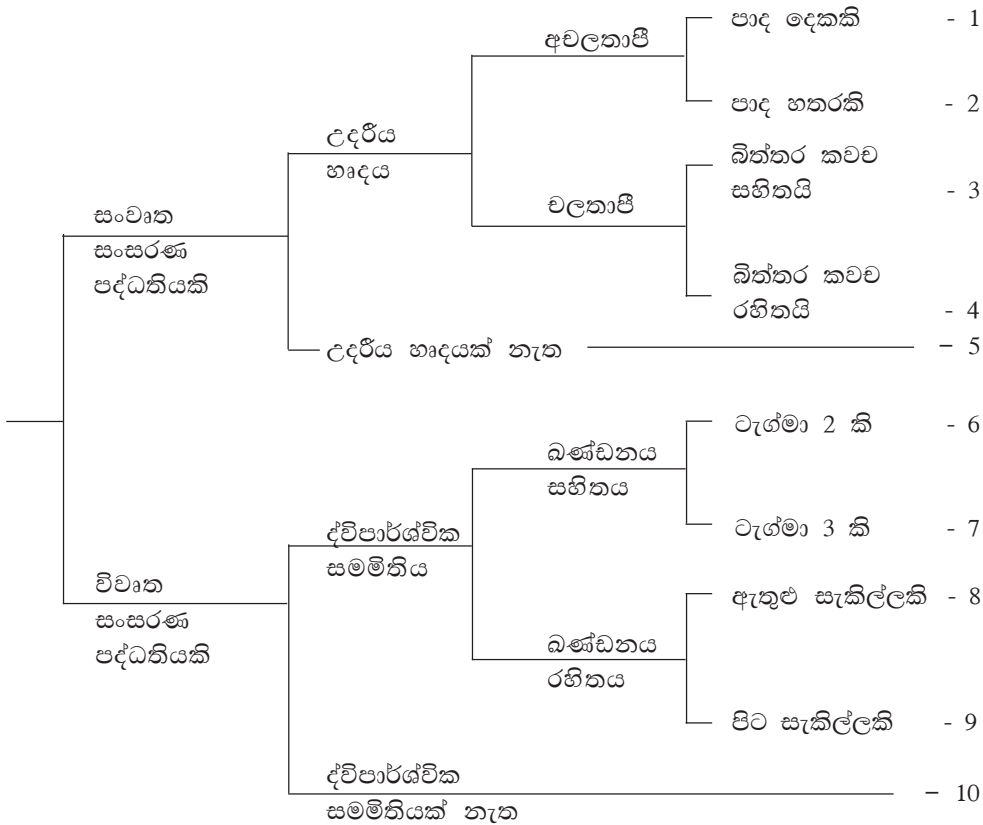 පාද දෙකකි - 1
අචලතාපී
පාද හතරකි - 2
උදරීය
හෘදය
බිත්තර කවච
සහිතයි - 3
චලතාපී
සංවෘත
සංසරණ
පද්ධතියකි
බිත්තර කවච
රහිතයි - 4
උදරීය හෘදයක් නැත - 5
ටැග්මා 2 කි - 6
ඛණ්ඩනය
සහිතය
ටැග්මා 3 කි - 7
ද්විපාර්ශ්වික
සමමිතිය
විවෘත
සංසරණ
පද්ධතියකි
ඇතුළු සැකිල්ලකි - 8
ඛණ්ඩනය
රහිතය
පිට සැකිල්ලකි - 9
ද්විපාර්ශ්වික
සමමිතියක් නැත - 10